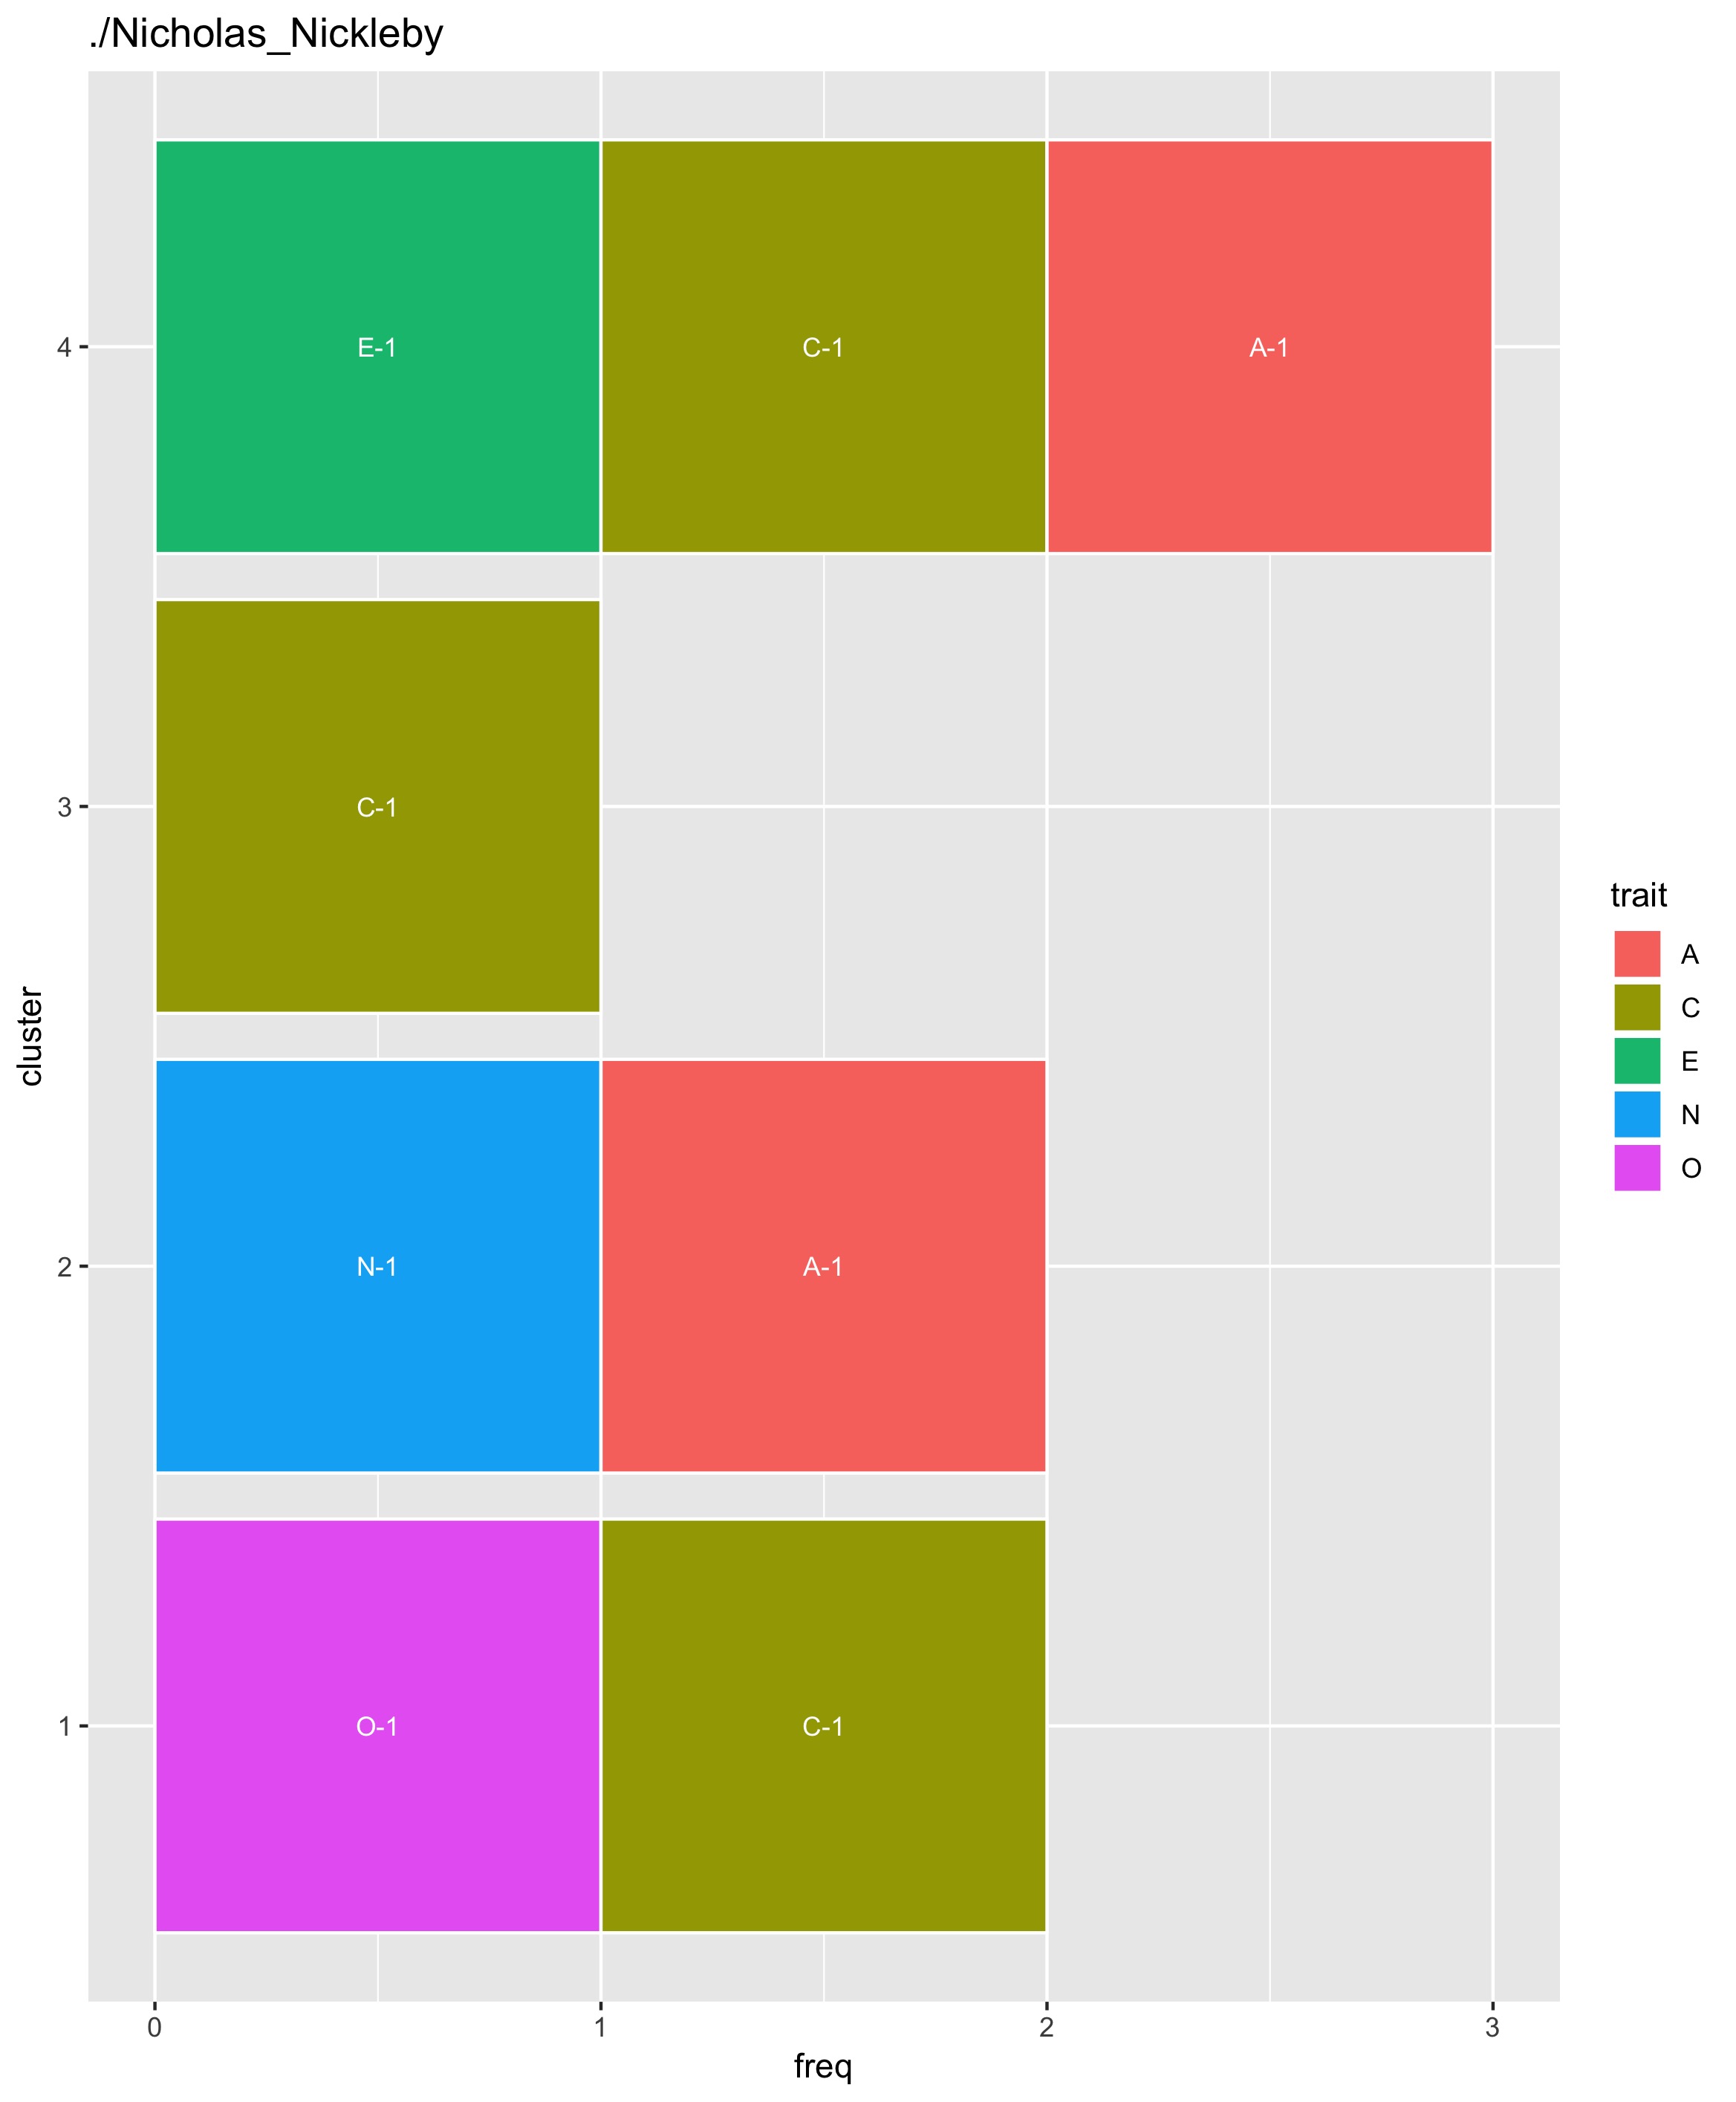 ./Nicholas_Nickleby
4
E-1
C-1
A-1
3
C-1
2
N-1
A-1
1
O-1
C-1
0
1
2
3
freq
cluster
trait
A
C
E
N
O